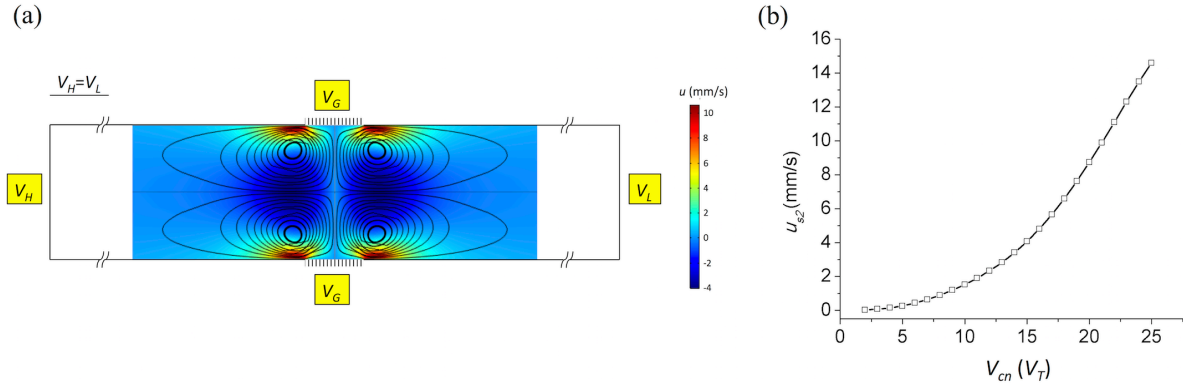 (a)
V_H=V_L
V_G
u (mm/s)
10
8
6
4
2
0
-2
-4
V_H
V_L
V_G
(b)
16
14
12
10
8
6
4
2
0
u_s2 (mm/s)
0 5 10 15 20 25
V_cn (V_T)